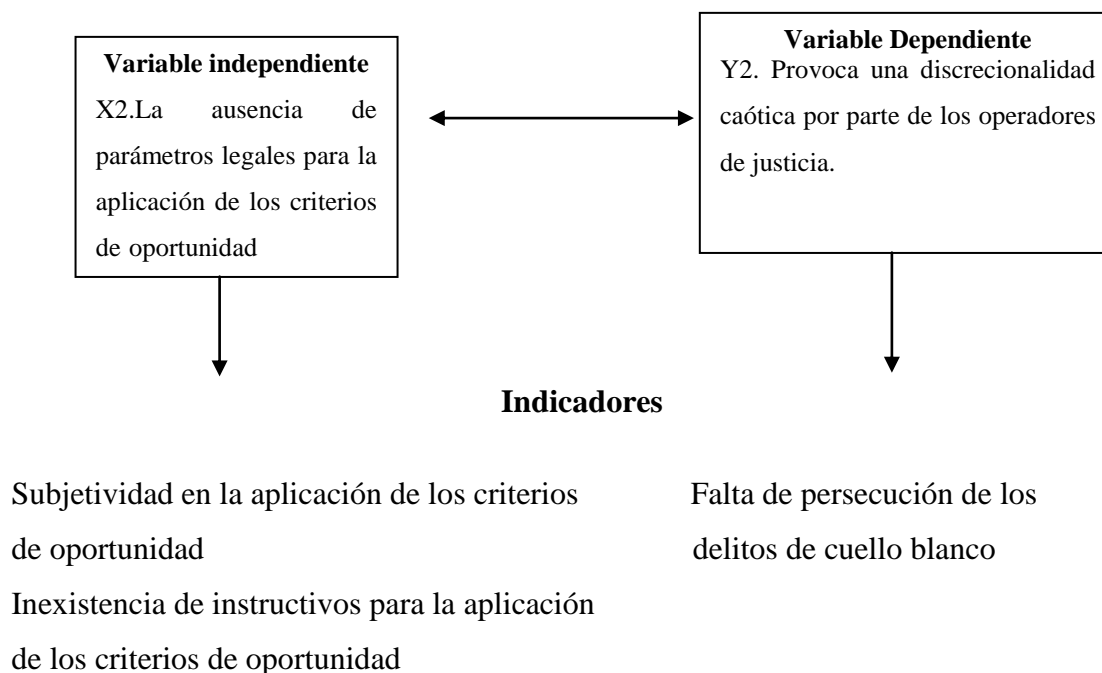 Variable independiente
X2.La ausencia de
parámetros legales para la
aplicación de los criterios
de oportunidad
Variable Dependiente
Y2. Provoca una discrecionalidad
caótica por parte de los operadores
de justicia.
Indicadores
Subjetividad en la aplicación de los criterios
de oportunidad
Inexistencia de instructivos para la aplicación
de los criterios de oportunidad
Falta de persecución de los
delitos de cuello blanco